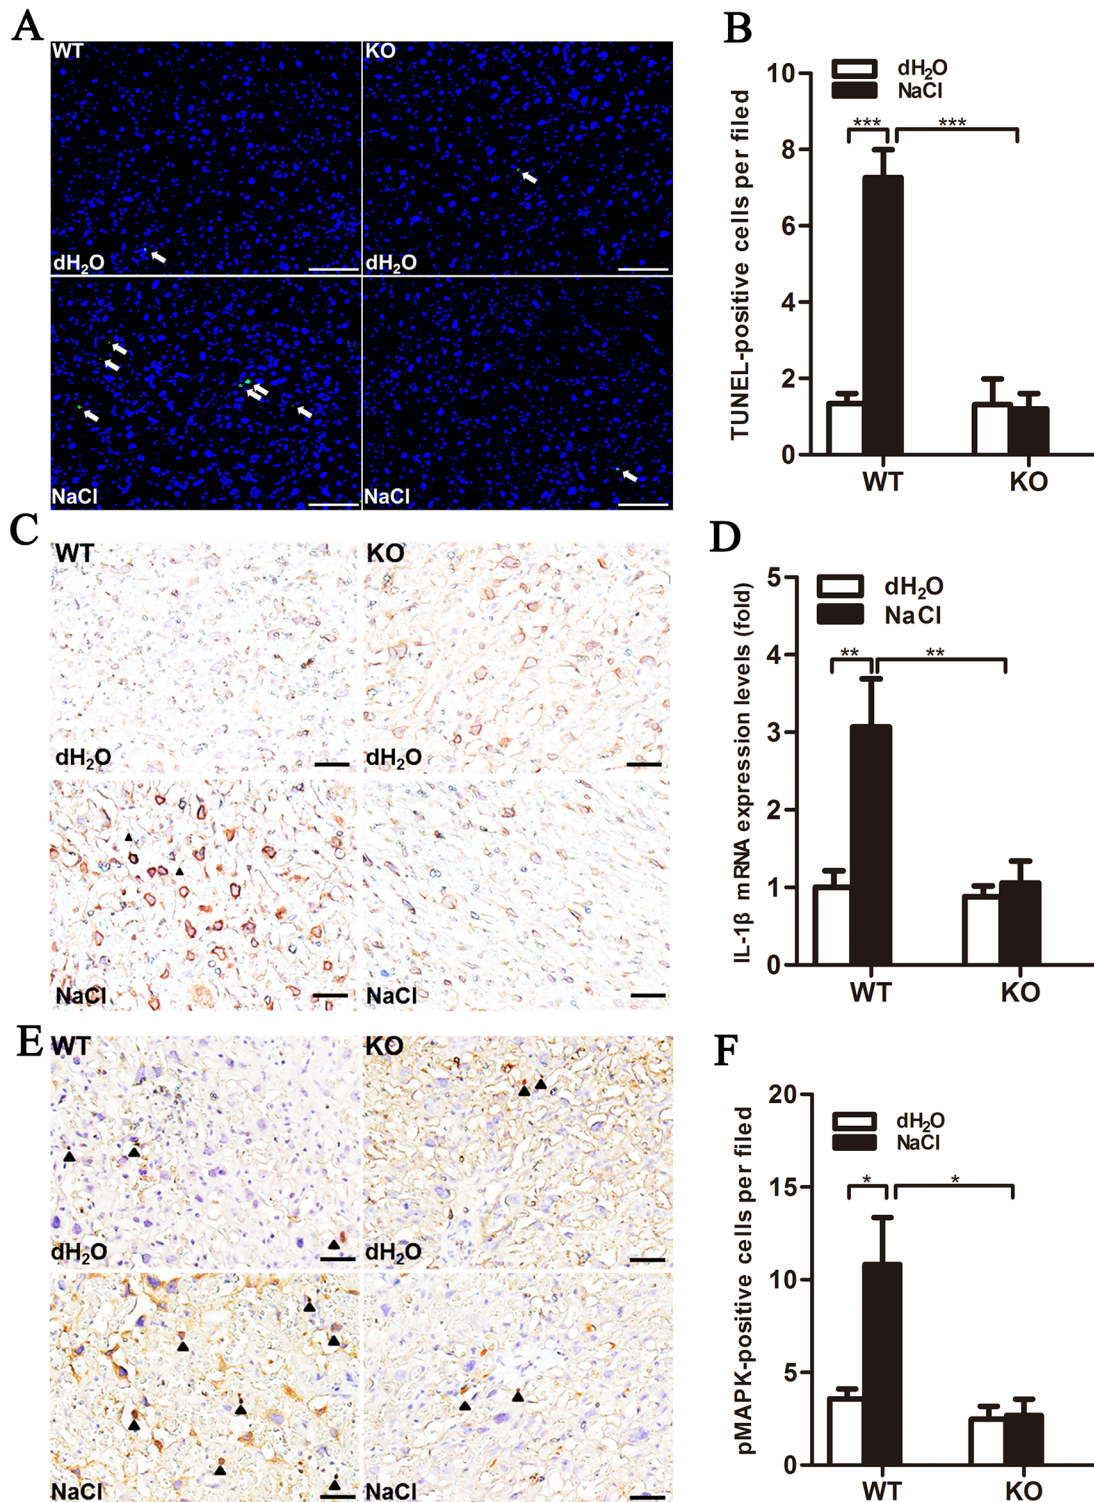 A
WT
KO
dH₂O
dH₂O
NaCl
NaCl
B
dH₂O
NaCl
TUNEL-positive cells per filed
10
8
6
4
2
0
***
***
WT
KO
C
WT
KO
dH₂O
dH₂O
NaCl
NaCl
D
dH₂O
NaCl
IL-1β mRNA expression levels (fold)
5
4
3
2
1
0
**
**
WT
KO
E
WT
KO
dH₂O
dH₂O
NaCl
NaCl
F
dH₂O
NaCl
pMAPK-positive cells per filed
20
15
10
5
0
*
*
WT
KO